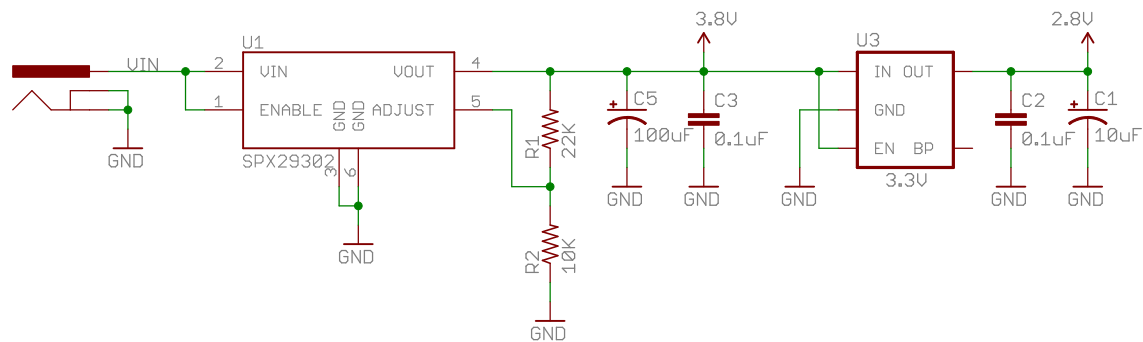 3.8V
2.8V
U1
U3
VIN
2
VIN
VOUT
4
IN OUT
1
ENABLE
GND
GND
ADJUST
5
GND
C5
100uF
C3
0.1uF
C2
0.1uF
C1
10uF
R1
22K
EN BP
GND
SPX29302
3
6
3.3V
GND
GND
GND
GND
GND
R2
10K
GND
GND